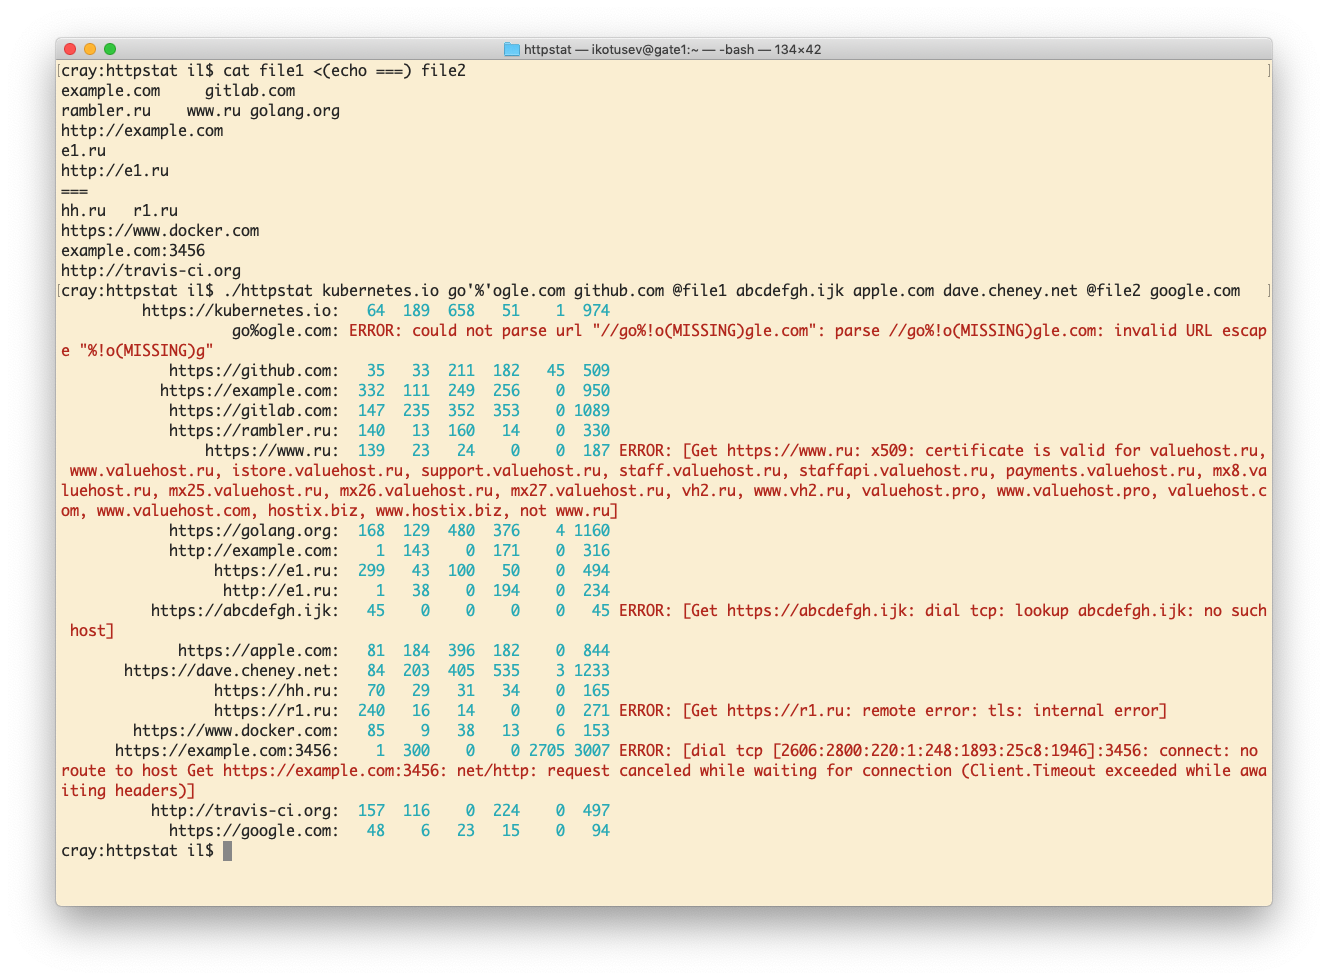 httpstat — ikotusev@gate1:~ — -bash — 134×42
[cray:httpstat il$ cat file1 <(echo ===) file2 ]
example.com     gitlab.com
rambler.ru    www.ru golang.org
http://example.com
e1.ru
http://e1.ru
===
hh.ru   r1.ru
https://www.docker.com
example.com:3456
http://travis-ci.org
[cray:httpstat il$ ./httpstat kubernetes.io go'%'ogle.com github.com @file1 abcdefgh.ijk apple.com dave.cheney.net @file2 google.com ]
https://kubernetes.io:   64  189  658   51    1  974
go%ogle.com: ERROR: could not parse url "//go%!o(MISSING)gle.com": parse //go%!o(MISSING)gle.com: invalid URL escap
e "%!o(MISSING)g"
https://github.com:   35   33  211  182   45  509
https://example.com:  332  111  249  256    0  950
https://gitlab.com:  147  235  352  353    0 1089
https://rambler.ru:  140   13  160   14    0  330
https://www.ru:  139   23   24    0    0  187 ERROR: [Get https://www.ru: x509: certificate is valid for valuehost.ru,
www.valuehost.ru, istore.valuehost.ru, support.valuehost.ru, staff.valuehost.ru, staffapi.valuehost.ru, payments.valuehost.ru, mx8.va
luehost.ru, mx25.valuehost.ru, mx26.valuehost.ru, mx27.valuehost.ru, vh2.ru, www.vh2.ru, valuehost.pro, www.valuehost.pro, valuehost.c
om, www.valuehost.com, hostix.biz, www.hostix.biz, not www.ru]
https://golang.org:  168  129  480  376    4 1160
http://example.com:    1  143    0  171    0  316
https://e1.ru:  299   43  100   50    0  494
http://e1.ru:    1   38    0  194    0  234
https://abcdefgh.ijk:   45    0    0    0    0   45 ERROR: [Get https://abcdefgh.ijk: dial tcp: lookup abcdefgh.ijk: no such
host]
https://apple.com:   81  184  396  182    0  844
https://dave.cheney.net:   84  203  405  535    3 1233
https://hh.ru:   70   29   31   34    0  165
https://r1.ru:  240   16   14    0    0  271 ERROR: [Get https://r1.ru: remote error: tls: internal error]
https://www.docker.com:   85    9   38   13    6  153
https://example.com:3456:    1  300    0    0 2705 3007 ERROR: [dial tcp [2606:2800:220:1:248:1893:25c8:1946]:3456: connect: no
route to host Get https://example.com:3456: net/http: request canceled while waiting for connection (Client.Timeout exceeded while awa
iting headers)]
http://travis-ci.org:  157  116    0  224    0  497
https://google.com:   48    6   23   15    0   94
cray:httpstat il$